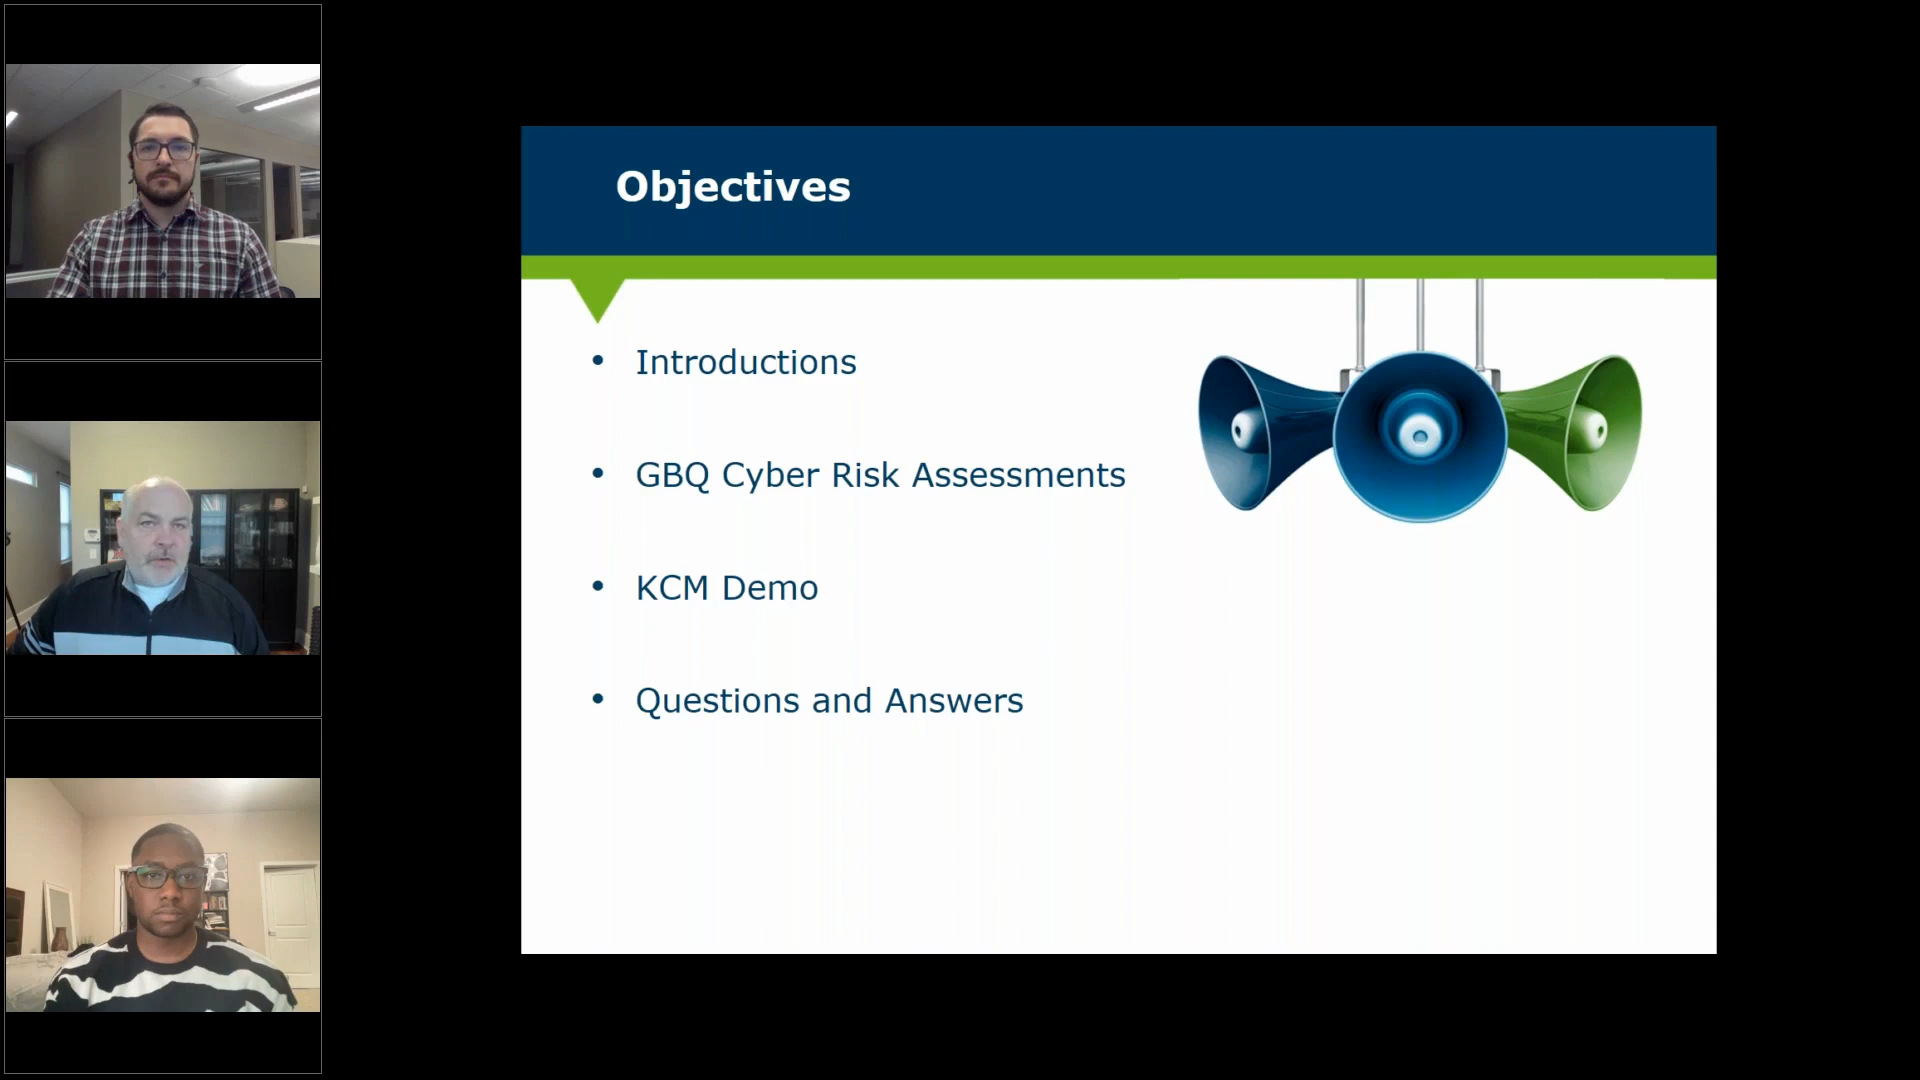 Objectives
• Introductions
• GBQ Cyber Risk Assessments
• KCM Demo
• Questions and Answers